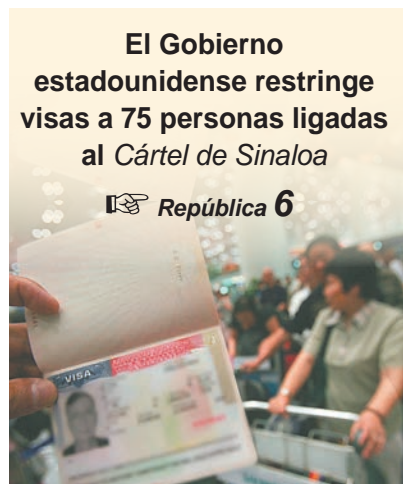 El Gobierno
estadounidense restringe
visas a 75 personas ligadas
al Cártel de Sinaloa
☞ República 6
VISA